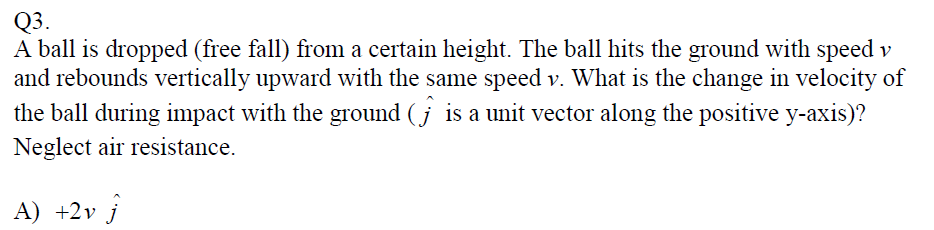 Q3.
A ball is dropped (free fall) from a certain height. The ball hits the ground with speed v
and rebounds vertically upward with the same speed v. What is the change in velocity of
the ball during impact with the ground ( ĵ is a unit vector along the positive y-axis)?
Neglect air resistance.
A) +2v ĵ